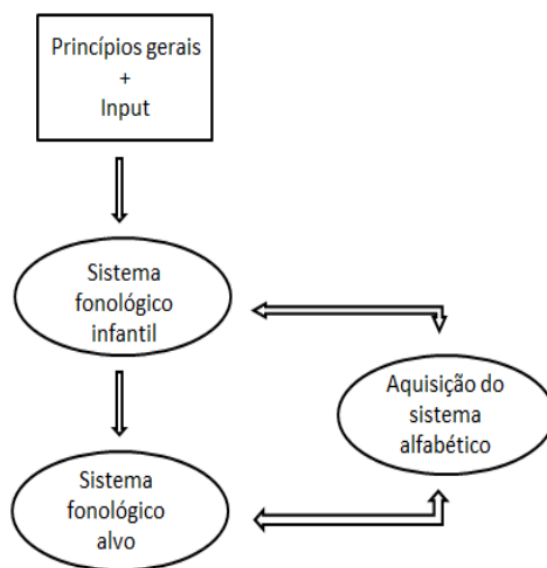 Princípios gerais
+
Input
Sistema
fonológico
infantil
Aquisição do
sistema
alfabético
Sistema
fonológico
alvo